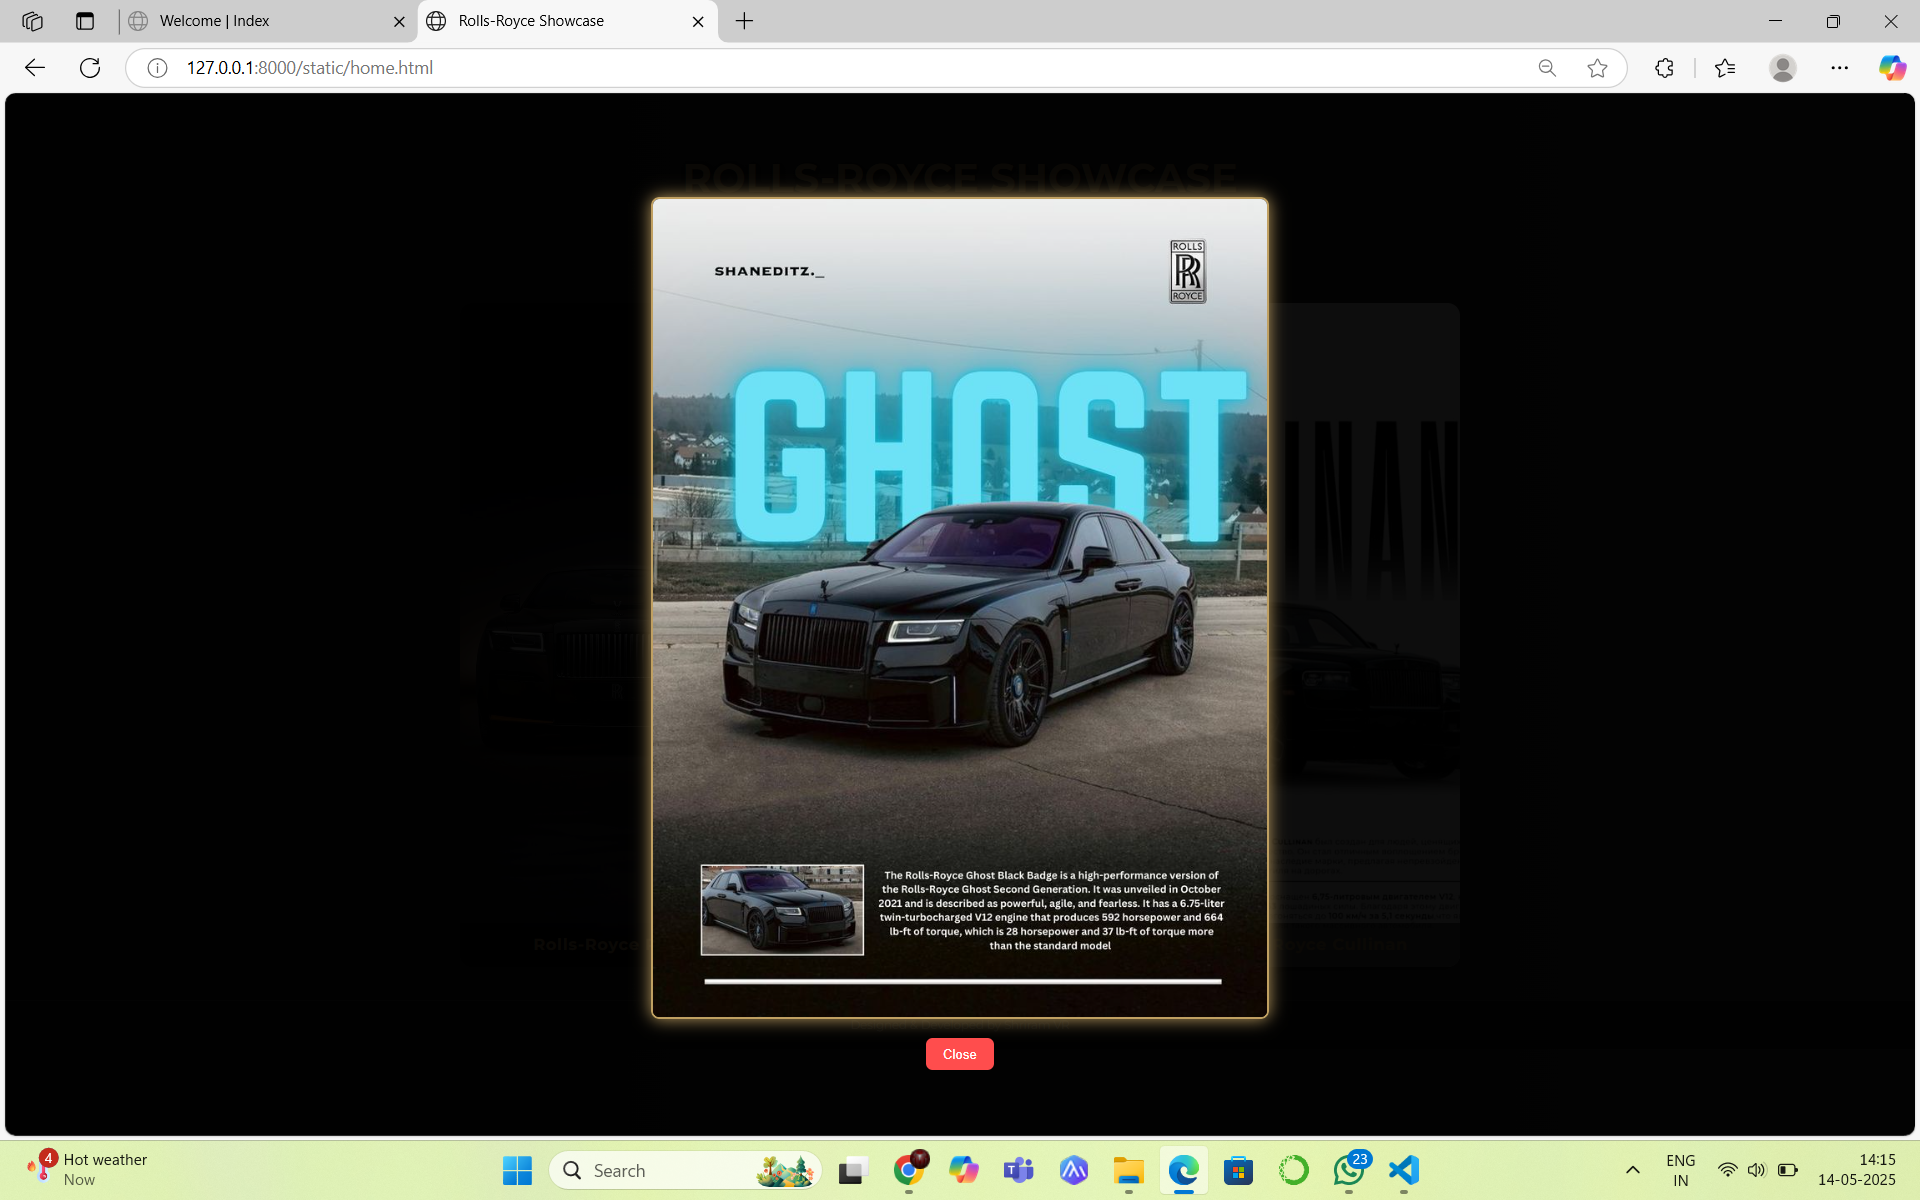 Welcome | Index
Rolls-Royce Showcase
127.0.0.1:8000/static/home.html
ROLLS-ROYCE SHOWCASE
SHANEDITZ._
ROLLS
RR
ROYCE
GHOST
INAN
The Rolls-Royce Ghost Black Badge is a high-performance version of
the Rolls-Royce Ghost Second Generation. It was unveiled in October
2021 and is described as powerful, agile, and fearless. It has a 6.75-liter
twin-turbocharged V12 engine that produces 592 horsepower and 664
lb-ft of torque, which is 28 horsepower and 37 lb-ft of torque more
than the standard model
Rolls-Royce
Royce Cullinan
Close
4
Hot weather
Now
Search
23
ENG
IN
14:15
14-05-2025